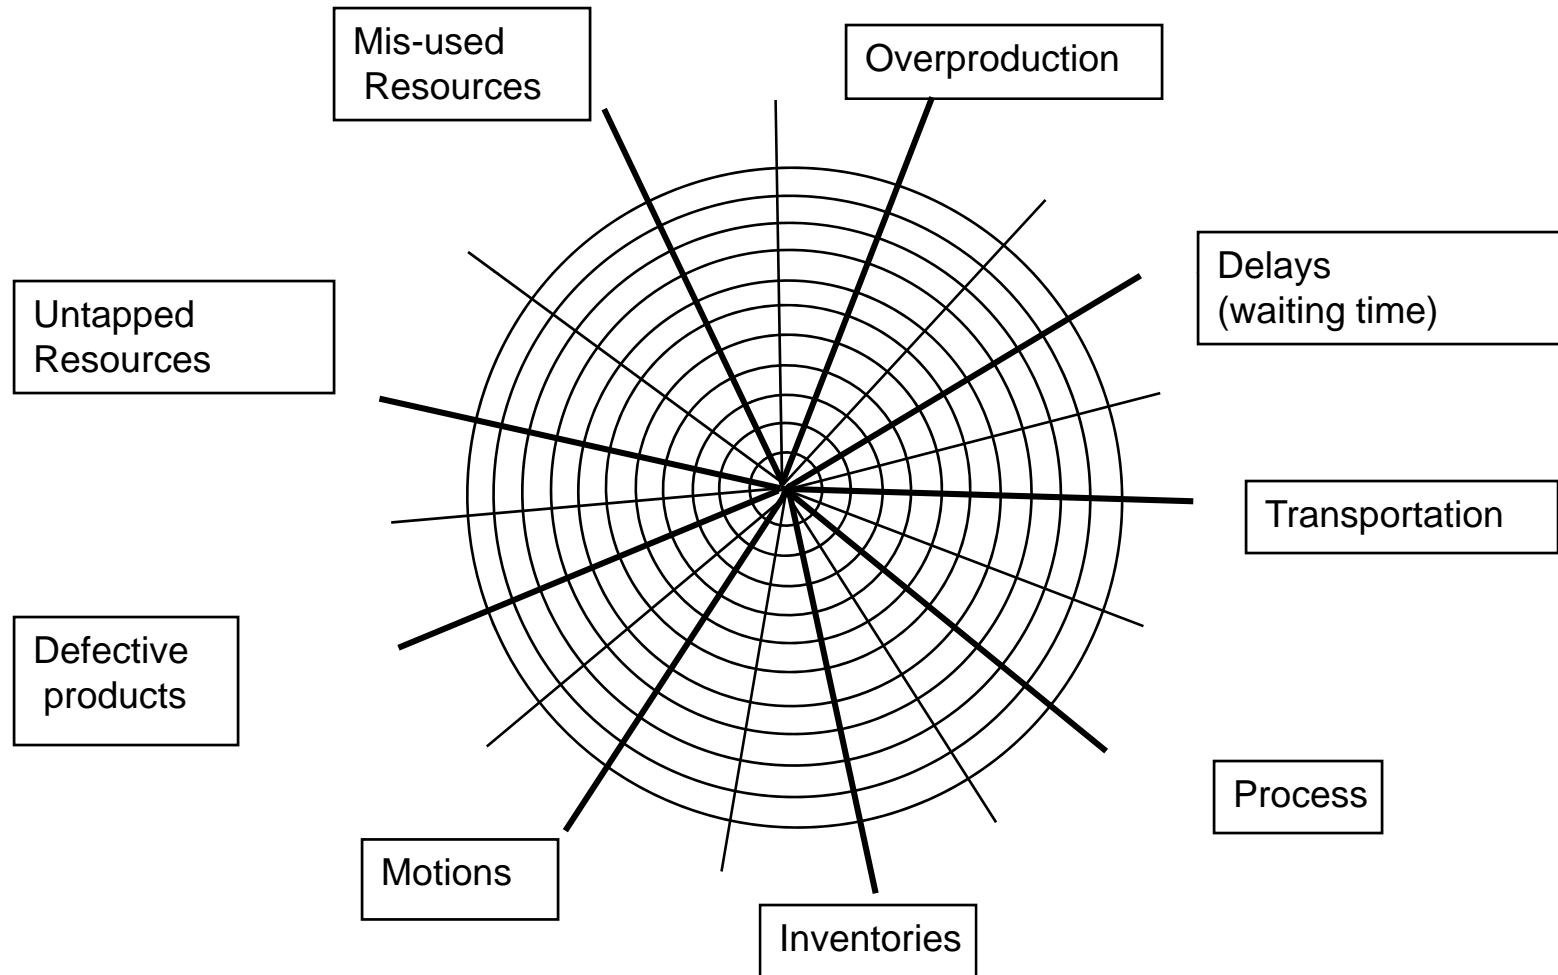 Mis-used
Resources
Overproduction
Delays
(waiting time)
Untapped
Resources
Transportation
Defective
products
Process
Motions
Inventories